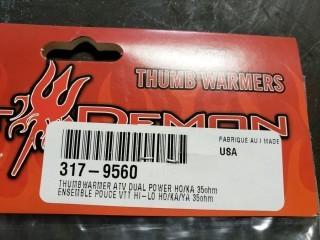 THUMB WARMERS
T DEMON
FABRIQUE AU / MADE
USA
317-9560
THUMBWARMER ATV DUAL POWER HO/KA 35ohm
ENSEMBLE POUCE VTT HI-LO HO/KA/YA 35ohm